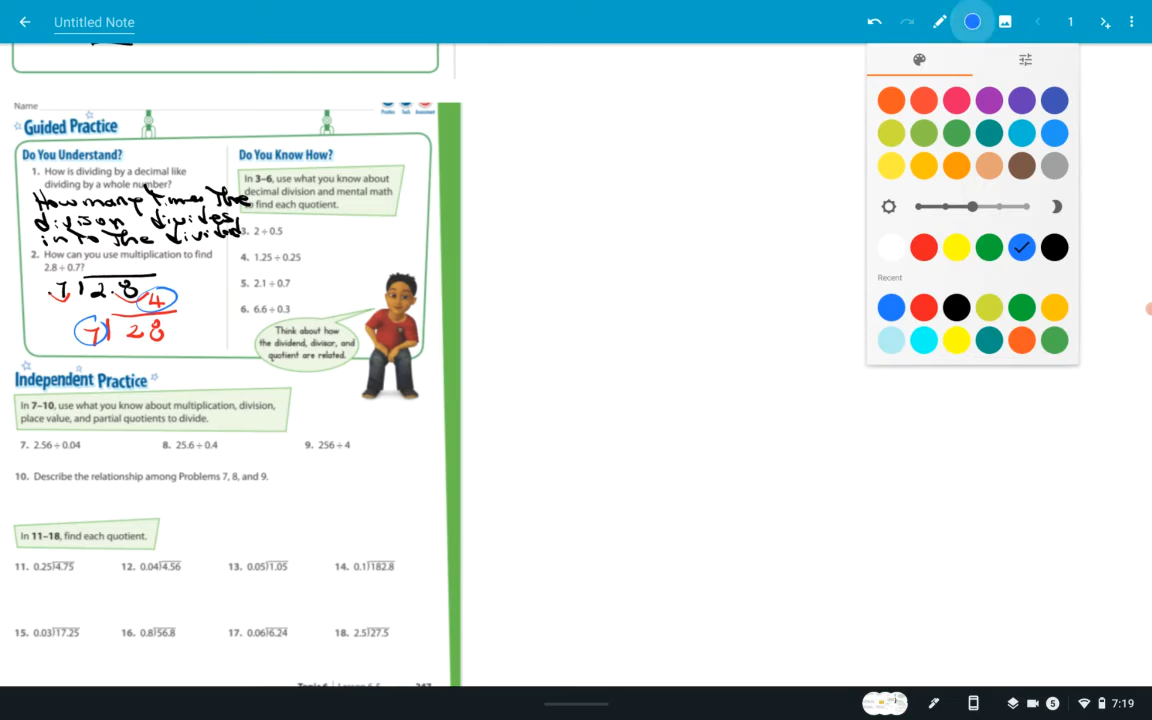 Untitled Note
1
Name
Practice Tools Assessment
Guided Practice
Do You Understand?
1. How is dividing by a decimal like
dividing by a whole number?
How many times the
divison divides
into the divided
2. How can you use multiplication to find
2.8 ÷ 0.7?
.7 2.8
4
7 28
Do You Know How?
In 3–6, use what you know about
decimal division and mental math
to find each quotient.
3. 2 ÷ 0.5
4. 1.25 ÷ 0.25
5. 2.1 ÷ 0.7
6. 6.6 ÷ 0.3
Think about how
the dividend, divisor, and
quotient are related.
Independent Practice
In 7–10, use what you know about multiplication, division,
place value, and partial quotients to divide.
7. 2.56 ÷ 0.04 8. 25.6 ÷ 0.4 9. 256 ÷ 4
10. Describe the relationship among Problems 7, 8, and 9.
In 11–18, find each quotient.
11. 0.25)4.75 12. 0.04)4.56 13. 0.05)1.05 14. 0.1)182.8
15. 0.03)17.25 16. 0.8)56.8 17. 0.06)6.24 18. 2.5)27.5
Recent
5
7:19